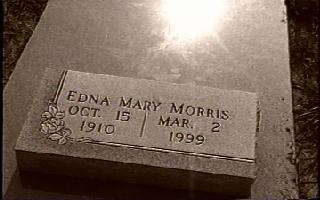 EDNA MARY MORRIS
OCT. 15 MAR. 2
1910 1999